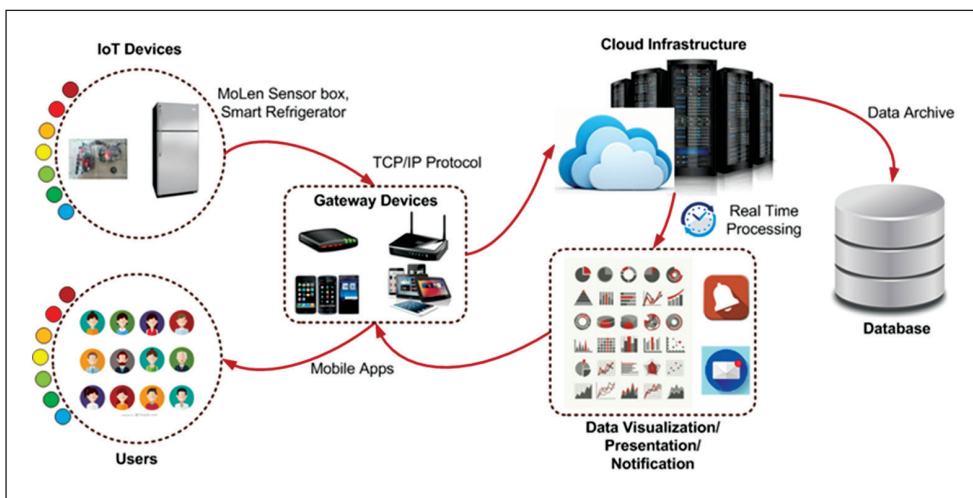 IoT Devices
MoLen Sensor box,
Smart Refrigerator
TCP/IP Protocol
Gateway Devices
Cloud Infrastructure
Data Archive
Real Time
Processing
Database
Mobile Apps
Users
Data Visualization/
Presentation/
Notification